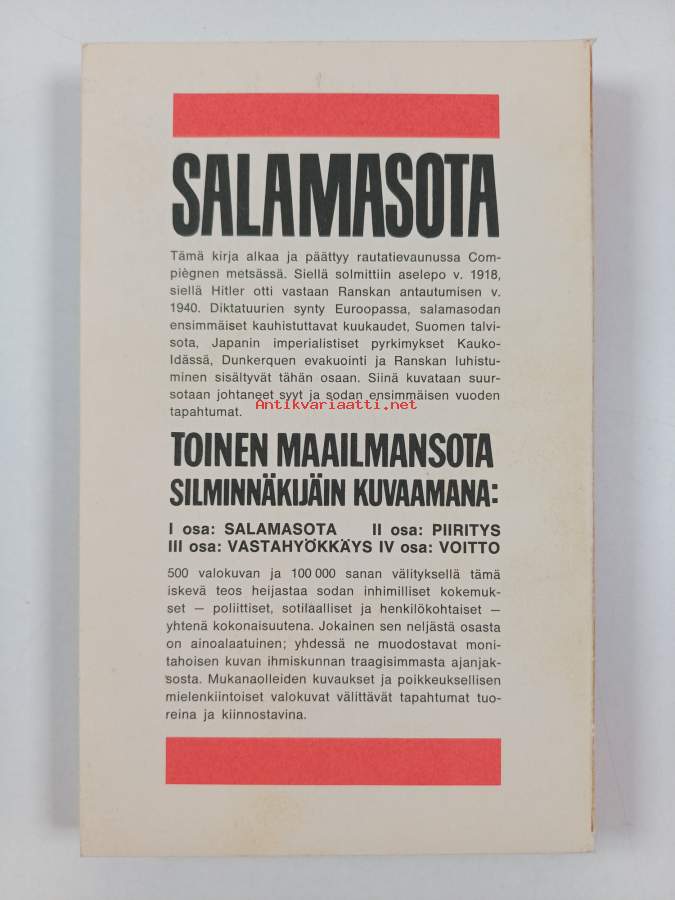 SALAMASOTA
Tämä kirja alkaa ja päättyy rautatievaunussa Com-
piègnen metsässä. Siellä solmittiin aselepo v. 1918,
siellä Hitler otti vastaan Ranskan antautumisen v.
1940. Diktatuurien synty Euroopassa, salamasodan
ensimmäiset kauhistuttavat kuukaudet, Suomen talvi-
sota, Japanin imperialistiset pyrkimykset Kauko-
Idässä, Dunkerquen evakuointi ja Ranskan luhistu-
minen sisältyvät tähän osaan. Siinä kuvataan suur-
sotaan johtaneet syyt ja sodan ensimmäisen vuoden
tapahtumat.
Antikvariaatti.net
TOINEN MAAILMANSOTA
SILMINNÄKIJÄIN KUVAAMANA:
I osa: SALAMASOTA II osa: PIIRITYS
III osa: VASTAHYÖKKÄYS IV osa: VOITTO
500 valokuvan ja 100 000 sanan välityksellä tämä
iskevä teos heijastaa sodan inhimilliset kokemuk-
set — poliittiset, sotilaalliset ja henkilökohtaiset —
yhtenä kokonaisuutena. Jokainen sen neljästä osasta
on ainoalaatuinen; yhdessä ne muodostavat moni-
tahoisen kuvan ihmiskunnan traagisimmasta ajanjak-
sosta. Mukanaolleiden kuvaukset ja poikkeuksellisen
mielenkiintoiset valokuvat välittävät tapahtumat tuo-
reina ja kiinnostavina.